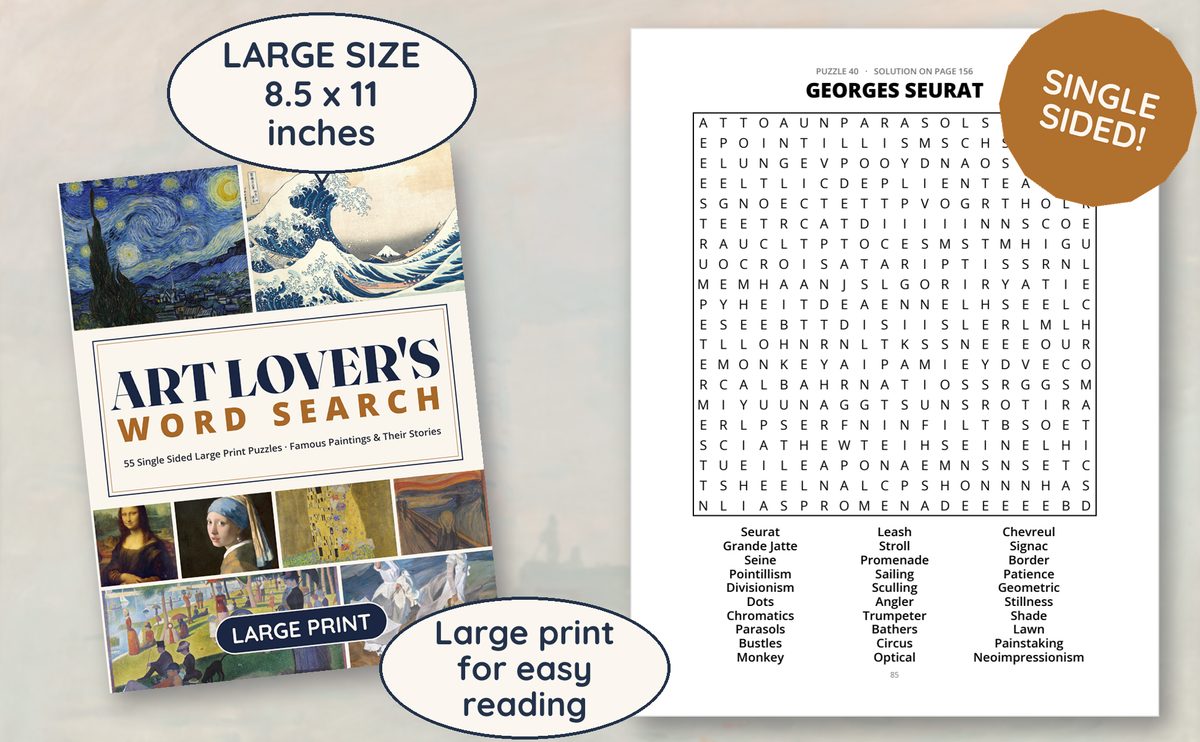 LARGE SIZE
8.5 x 11
inches
ART LOVER'S
WORD SEARCH
55 Single Sided Large Print Puzzles · Famous Paintings & Their Stories
LARGE PRINT
Large print
for easy
reading
SINGLE
SIDED!
PUZZLE 40 · SOLUTION ON PAGE 156
GEORGES SEURAT
A T T O A U N P A R A S O L S
E P O I N T I L L I S M S C H S
E L U N G E V P O O Y D N A O S
E E L T L I C D E P L I E N T E A
S G N O E C T E T T P V O G R T H O L R
T E E T R C A T D I I I I I N N S C O E
R A U C L T P T O C E S M S T M H I G U
U O C R O I S A T A R I P T I S S R N L
M E M H A A N J S L G O R I R Y A T I E
P Y H E I T D E A E N N E L H S E E L C
E S E E B T T D I S I I S L E R L M L H
T L L O H N R N L T K S S N E E E O U R
E M O N K E Y A I P A M I E Y D V E C O
R C A L B A H R N A T I O S S R G G S M
M I Y U U N A G G T S U N S R O T I R A
E R L P S E R F N I N F I L T B S O E T
S C I A T H E W T E I H S E I N E L H I
T U E I L E A P O N A E M N S N S E T C
T S H E E L N A L C P S H O N N N H A S
N L I A S P R O M E N A D E E E E E B D
Seurat
Grande Jatte
Seine
Pointillism
Divisionism
Dots
Chromatics
Parasols
Bustles
Monkey
Leash
Stroll
Promenade
Sailing
Sculling
Angler
Trumpeter
Bathers
Circus
Optical
Chevreul
Signac
Border
Patience
Geometric
Stillness
Shade
Lawn
Painstaking
Neoimpressionism
85